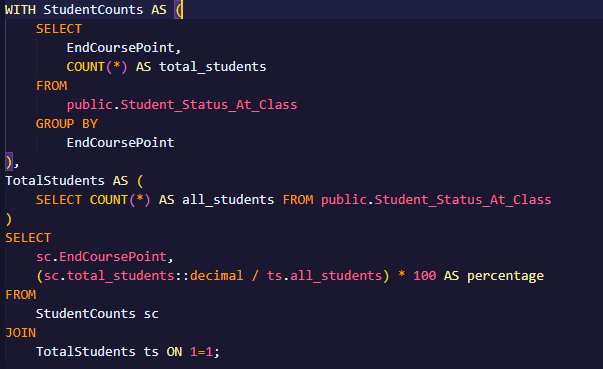 WITH StudentCounts AS (
    SELECT
        EndCoursePoint,
        COUNT(*) AS total_students
    FROM
        public.Student_Status_At_Class
    GROUP BY
        EndCoursePoint
),
TotalStudents AS (
    SELECT COUNT(*) AS all_students FROM public.Student_Status_At_Class
)
SELECT
    sc.EndCoursePoint,
    (sc.total_students::decimal / ts.all_students) * 100 AS percentage
FROM
    StudentCounts sc
JOIN
    TotalStudents ts ON 1=1;